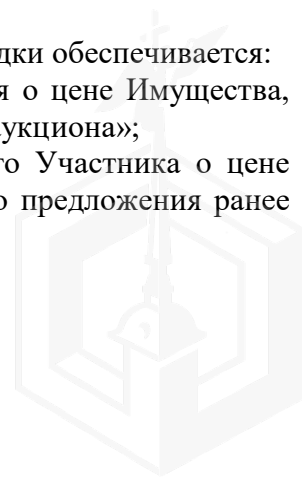 дки обеспечивается:
я о цене Имущества,
укциона»;
го Участника о цене
о предложения ранее